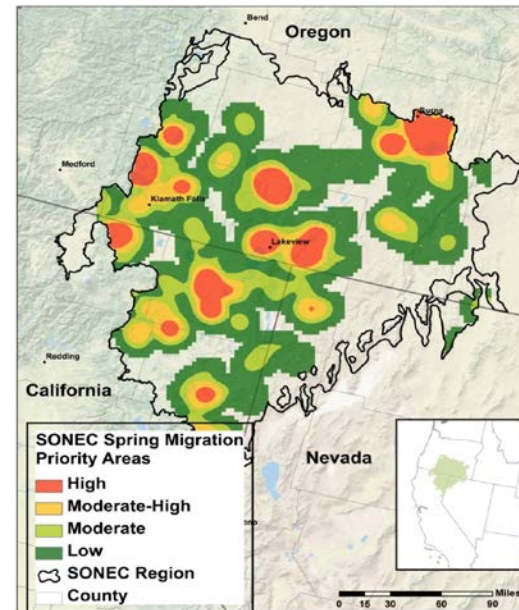 Bend
Oregon
Burns
Medford
Klamath Falls
Lakeview
Redding
California
Nevada
SONEC Spring Migration
Priority Areas
High
Moderate-High
Moderate
Low
SONEC Region
County
Miles
0 15 30 60 90